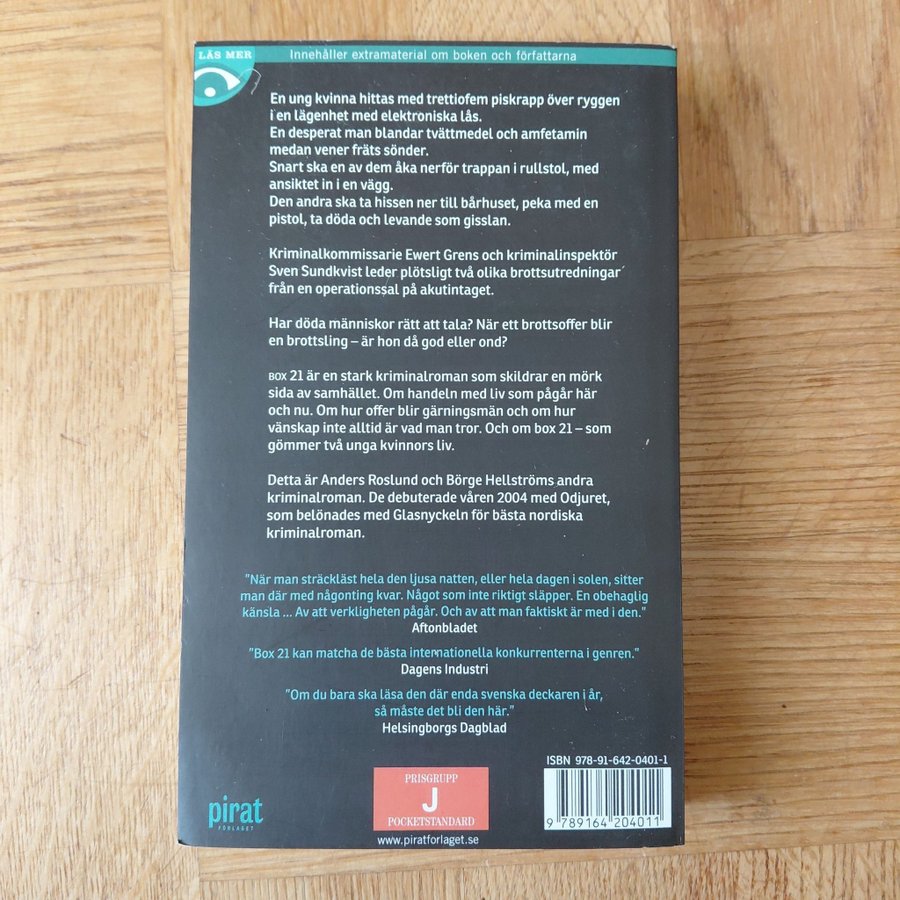 LÄS MER
Innehåller extramaterial om boken och författarna
En ung kvinna hittas med trettiofem piskrapp över ryggen
i en lägenhet med elektroniska lås.
En desperat man blandar tvättmedel och amfetamin
medan vener fräts sönder.
Snart ska en av dem åka nerför trappan i rullstol, med
ansiktet in i en vägg.
Den andra ska ta hissen ner till bårhuset, peka med en
pistol, ta döda och levande som gisslan.
Kriminalkommissarie Ewert Grens och kriminalinspektör
Sven Sundkvist leder plötsligt två olika brottsutredningar
från en operationssal på akutintaget.
Har döda människor rätt att tala? När ett brottsoffer blir
en brottsling – är hon då god eller ond?
BOX 21 är en stark kriminalroman som skildrar en mörk
sida av samhället. Om handeln med liv som pågår här
och nu. Om hur offer blir gärningsmän och om hur
vänskap inte alltid är vad man tror. Och om box 21 – som
gömmer två unga kvinnors liv.
Detta är Anders Roslund och Börge Hellströms andra
kriminalroman. De debuterade våren 2004 med Odjuret,
som belönades med Glasnyckeln för bästa nordiska
kriminalroman.
"När man sträckläst hela den ljusa natten, eller hela dagen i solen, sitter
man där med någonting kvar. Något som inte riktigt släpper. En obehaglig
känsla ... Av att verkligheten pågår. Och av att man faktiskt är med i den."
Aftonbladet
"Box 21 kan matcha de bästa internationella konkurrenterna i genren."
Dagens Industri
"Om du bara ska läsa den där enda svenska deckaren i år,
så måste det bli den här."
Helsingborgs Dagblad
ISBN 978-91-642-0401-1
pirat
FÖRLAGET
PRISGRUPP
J
POCKETSTANDARD
www.piratforlaget.se
9 789164 204011